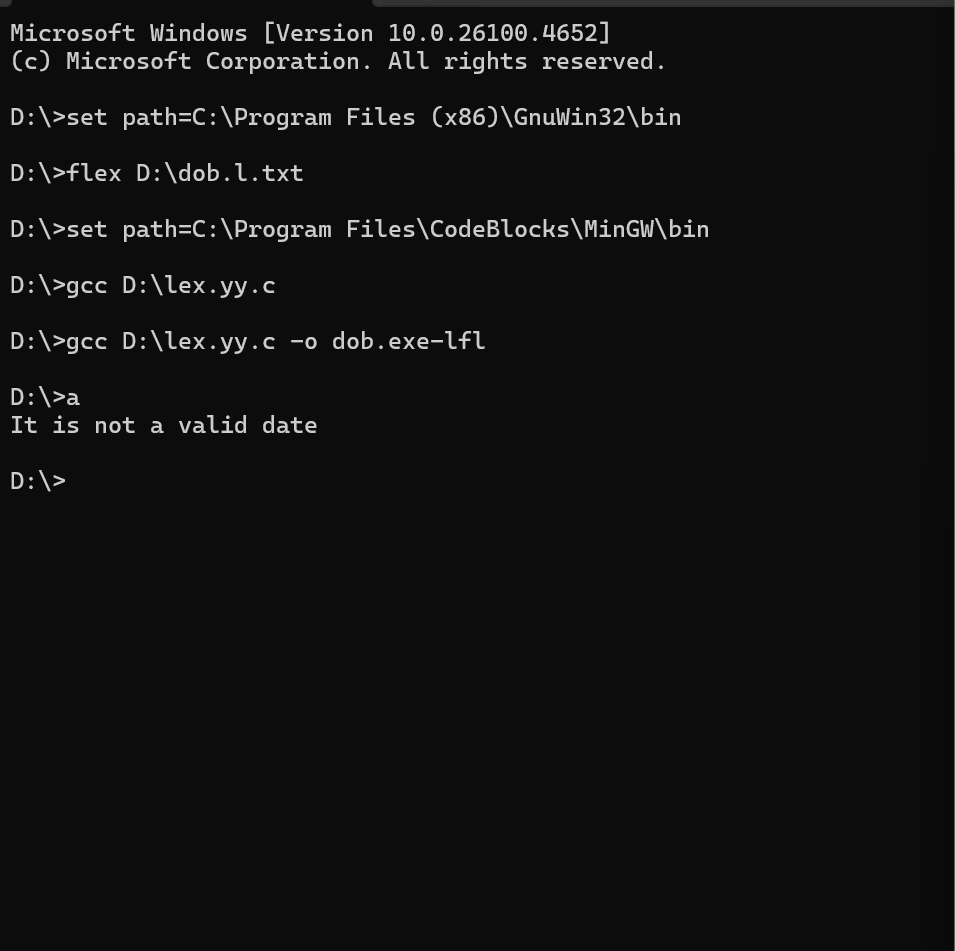 Microsoft Windows [Version 10.0.26100.4652]
(c) Microsoft Corporation. All rights reserved.
D:\>set path=C:\Program Files (x86)\GnuWin32\bin
D:\>flex D:\dob.l.txt
D:\>set path=C:\Program Files\CodeBlocks\MinGW\bin
D:\>gcc D:\lex.yy.c
D:\>gcc D:\lex.yy.c -o dob.exe-lfl
D:\>a
It is not a valid date
D:\>